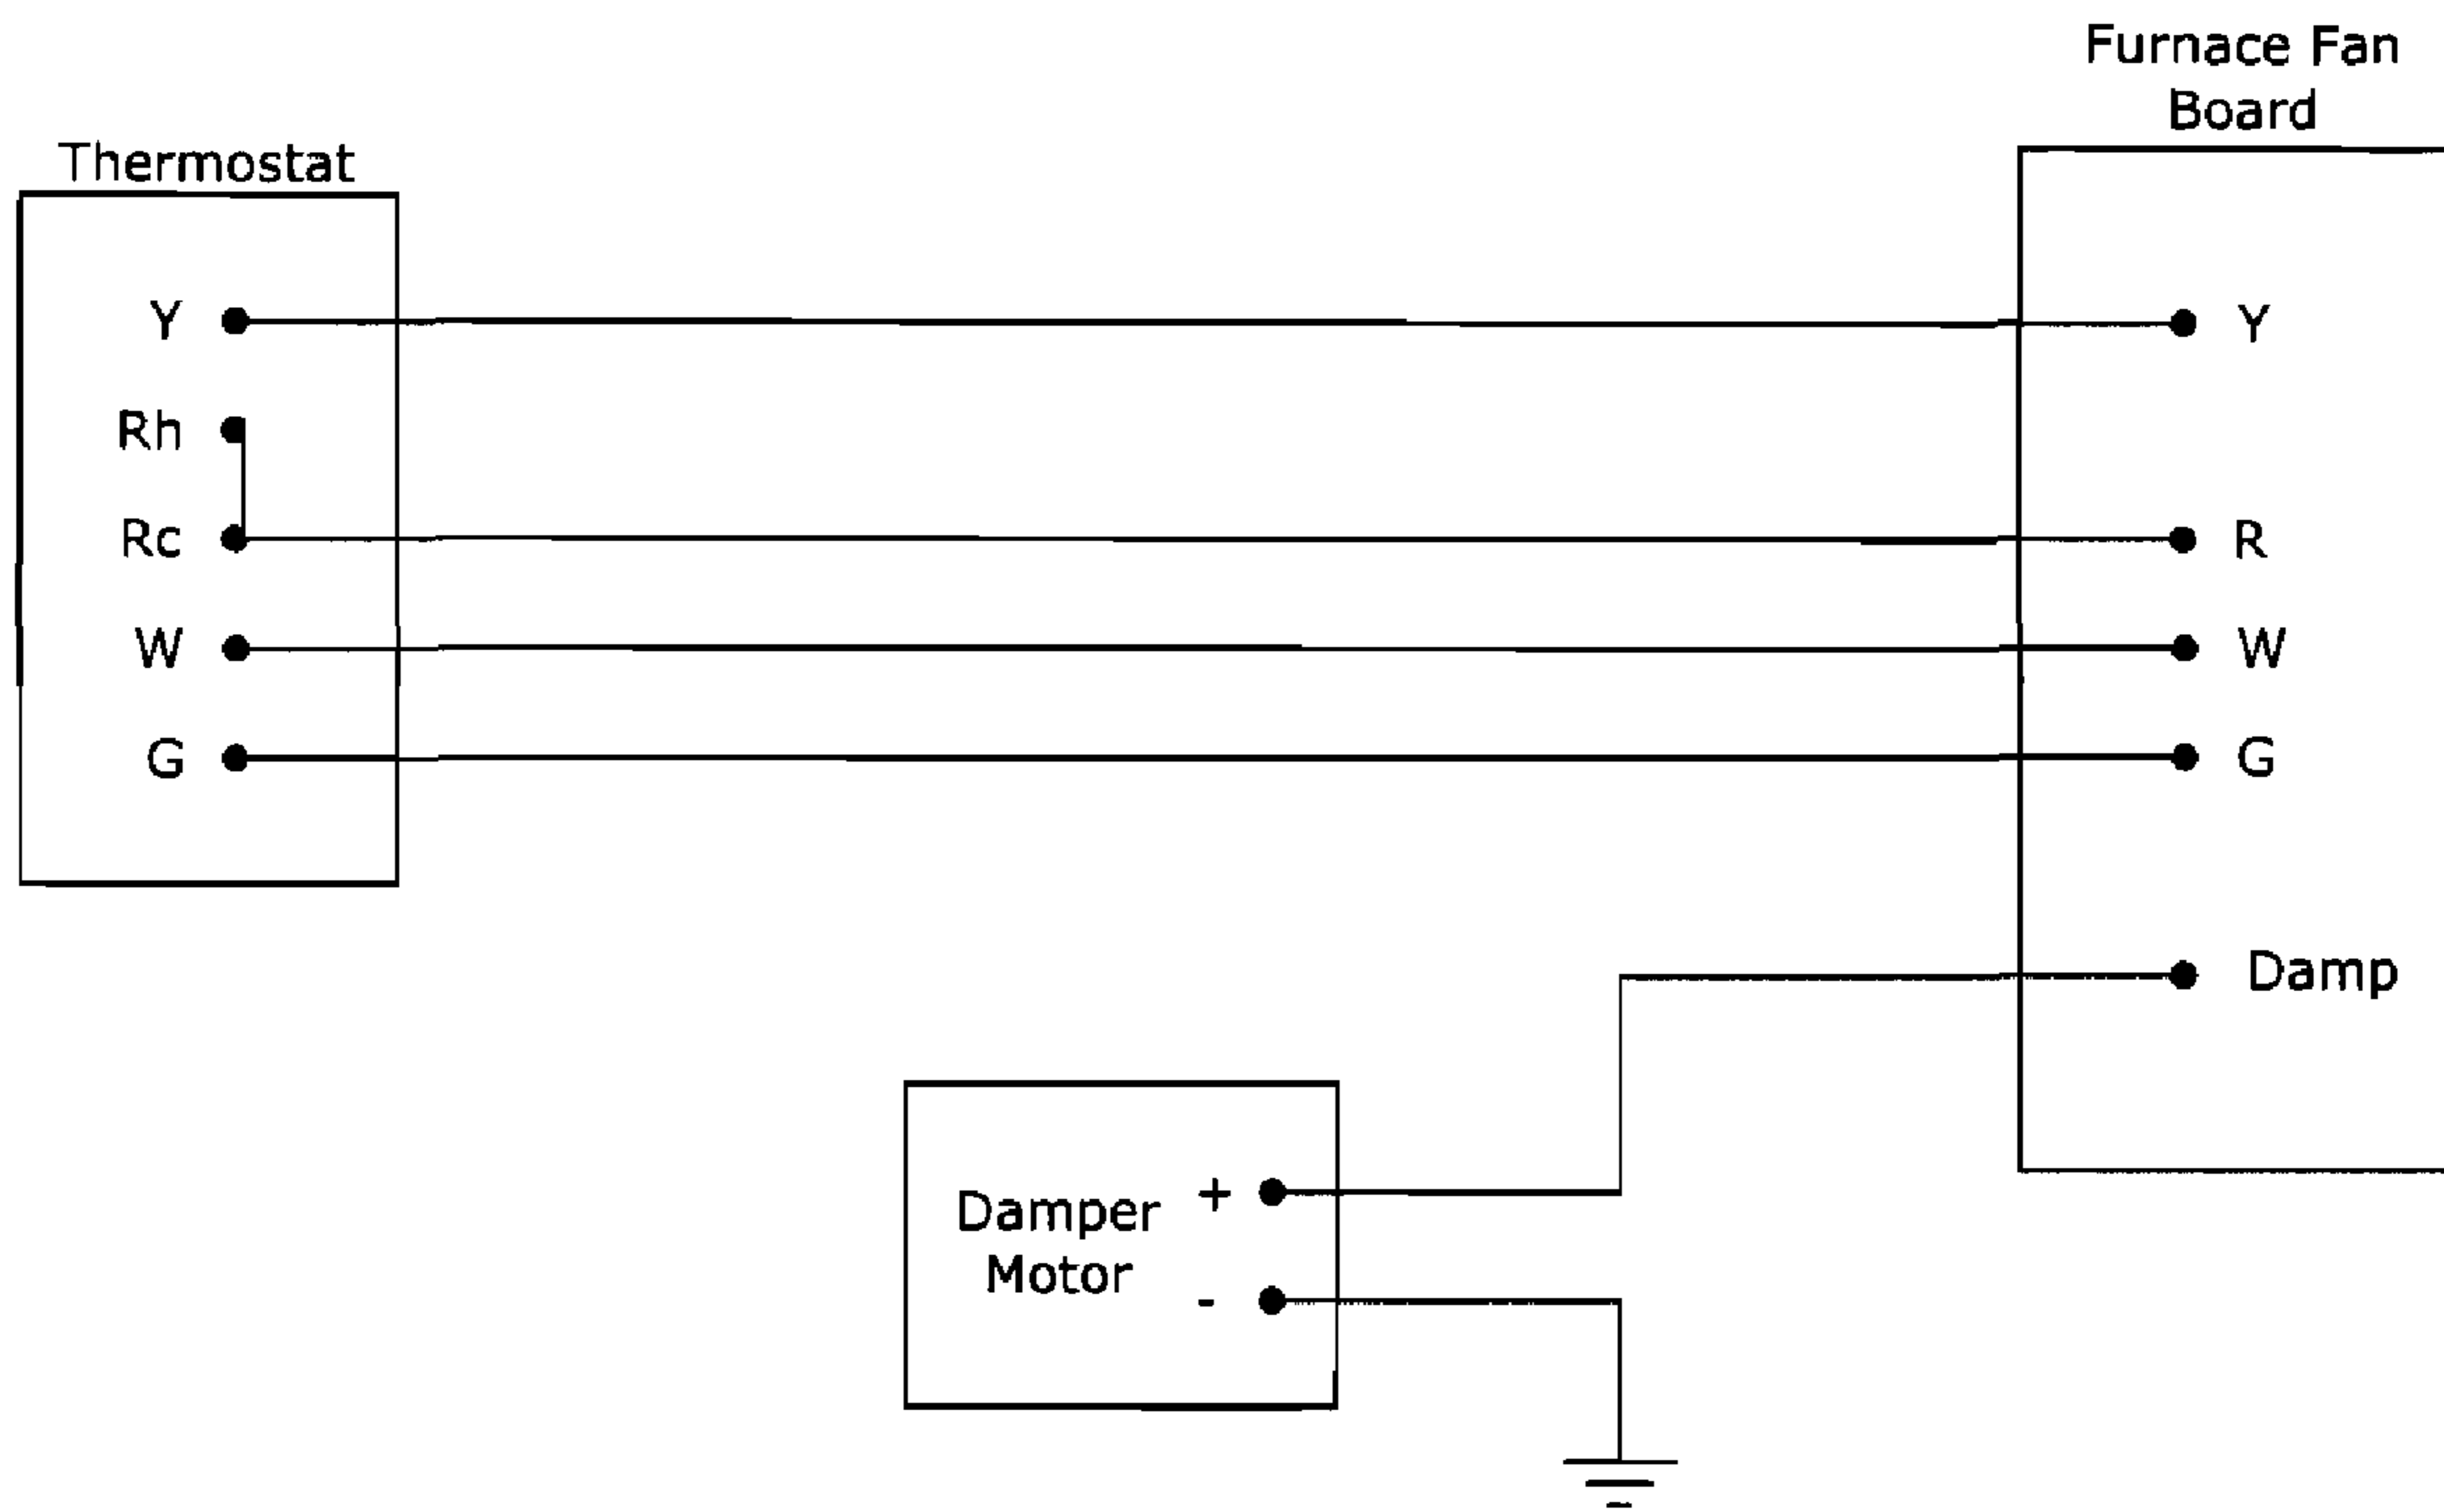 Furnace Fan
Board
Thermostat
Y
Y
Rh
Rc
R
W
W
G
G
Damp
Damper
Motor
+
-